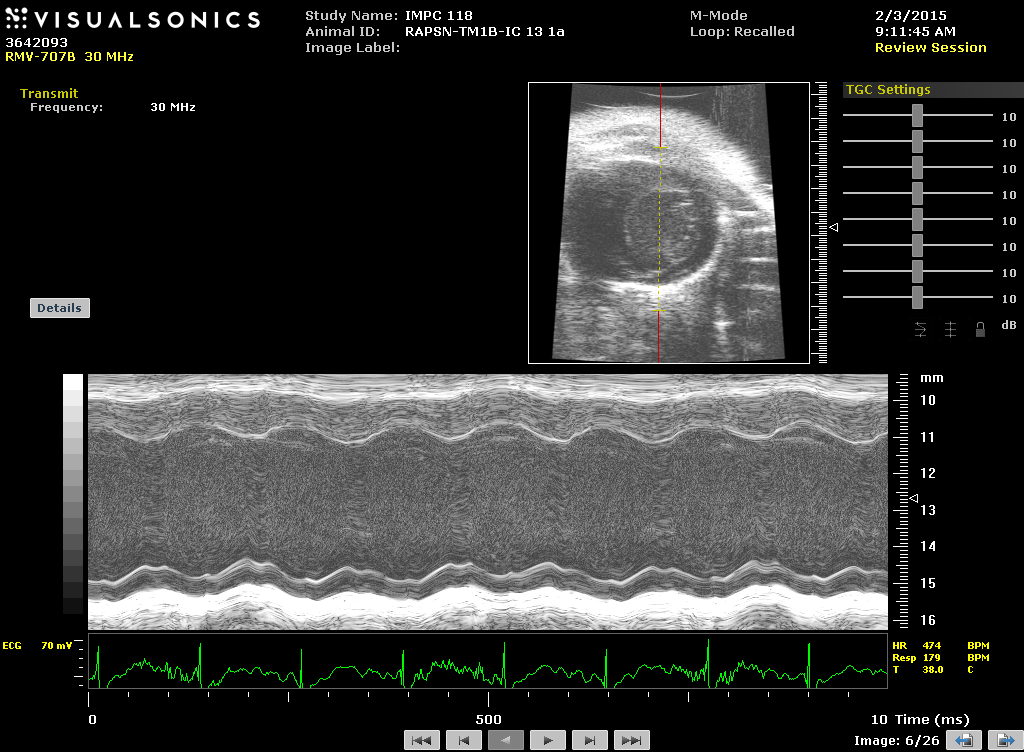 VISUALSONICS
3642093
RMV-707B 30 MHz
Study Name: IMPC 118
Animal ID: RAPSN-TM1B-IC 13 1a
Image Label:
M-Mode
Loop: Recalled
2/3/2015
9:11:45 AM
Review Session
Transmit
Frequency: 30 MHz
Details
TGC Settings
10
10
10
10
10
10
10
10
dB
mm
10
11
12
13
14
15
16
ECG 70 mV
HR 474 BPM
Resp 179 BPM
T 38.0 C
0 500 10 Time (ms)
Image: 6/26